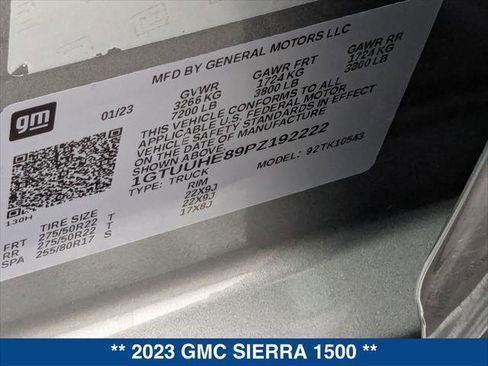 MFD BY GENERAL MOTORS LLC
gm
01/23
GVWR GAWR FRT GAWR RR
3266 KG 1724 KG 1724 KG
7200 LB 3800 LB 3800 LB
THIS VEHICLE CONFORMS TO ALL
APPLICABLE U.S. FEDERAL MOTOR
VEHICLE SAFETY STANDARDS IN EFFECT
ON THE DATE OF MANUFACTURE
1GTUUHE89PZ192222
TYPE: TRUCK MODEL: 92TK10543
130H
TIRE SIZE RIM
FRT 275/50R22 T 22X9J
RR 275/50R22 T 22X9J
SPA 255/80R17 S 17X8J
** 2023 GMC SIERRA 1500 **